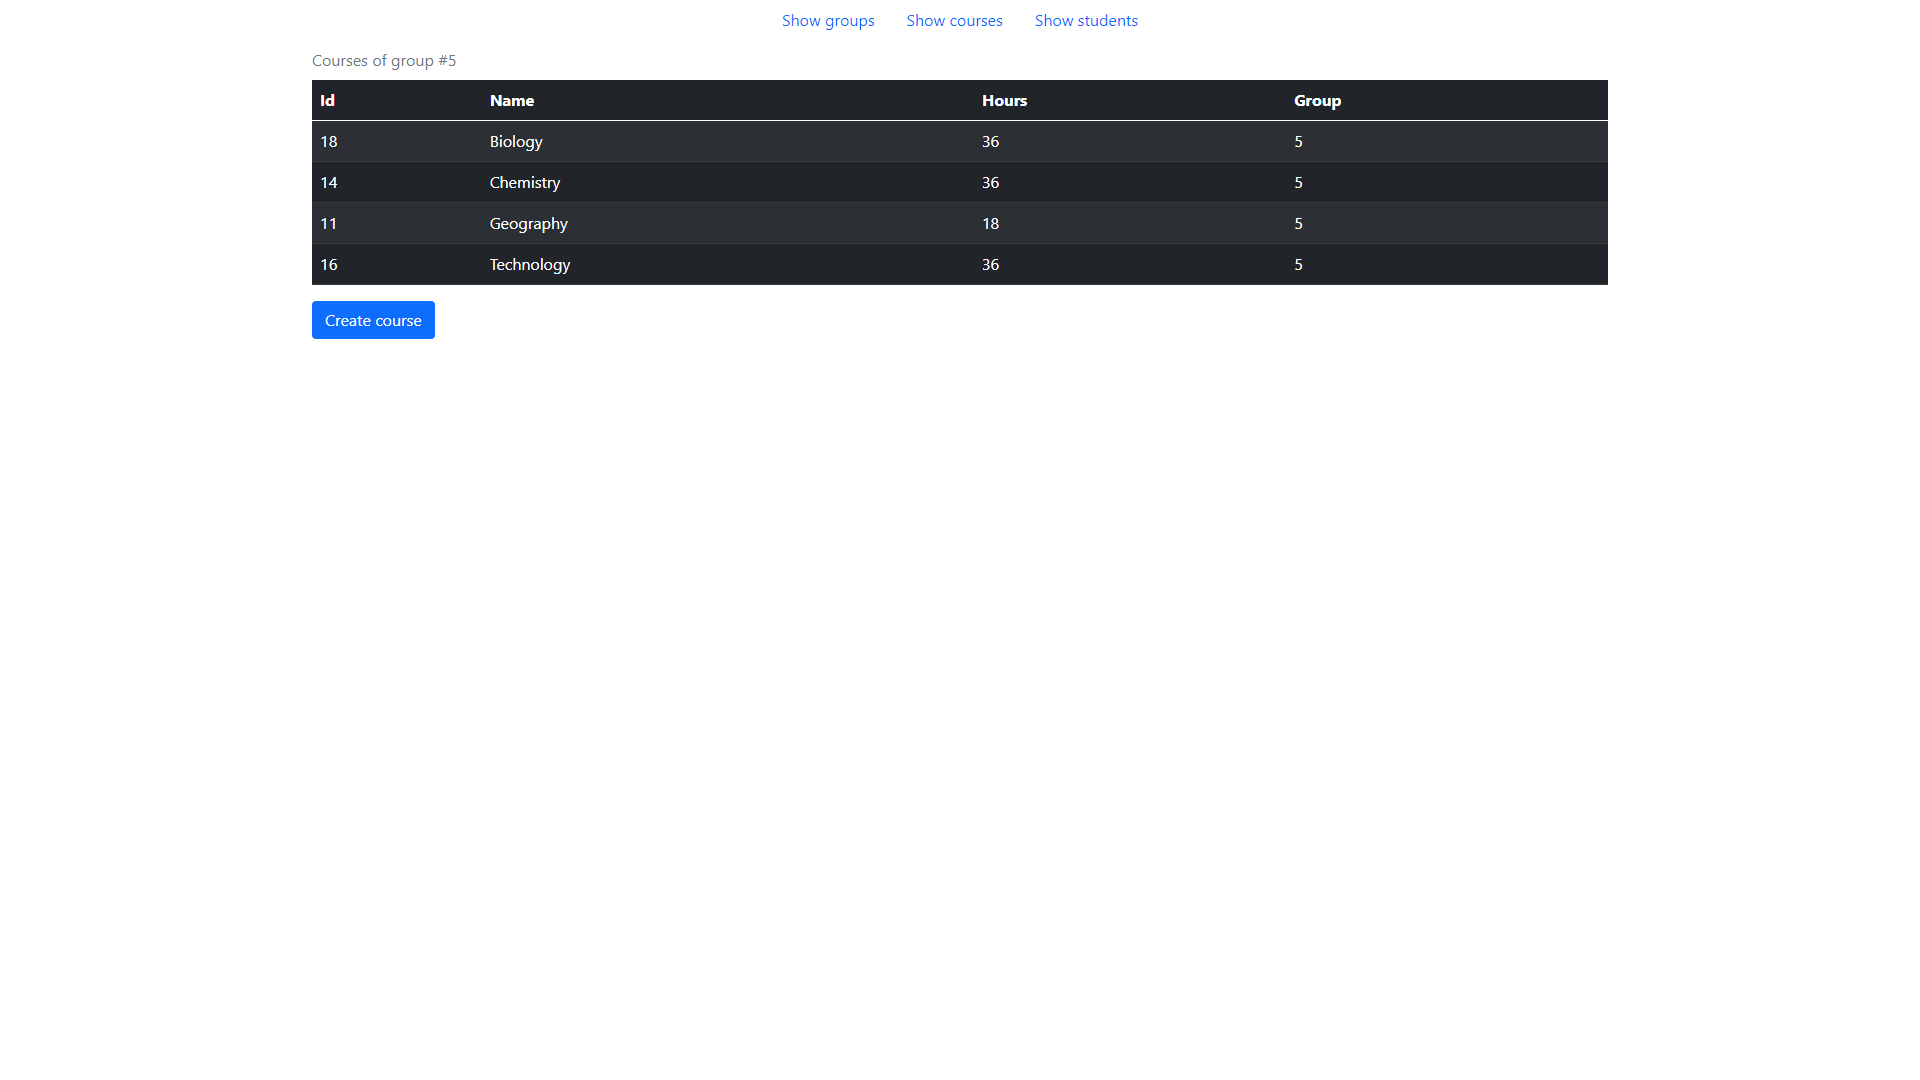 Show groups Show courses Show students
Courses of group #5
Id Name Hours Group
18 Biology 36 5
14 Chemistry 36 5
11 Geography 18 5
16 Technology 36 5
Create course